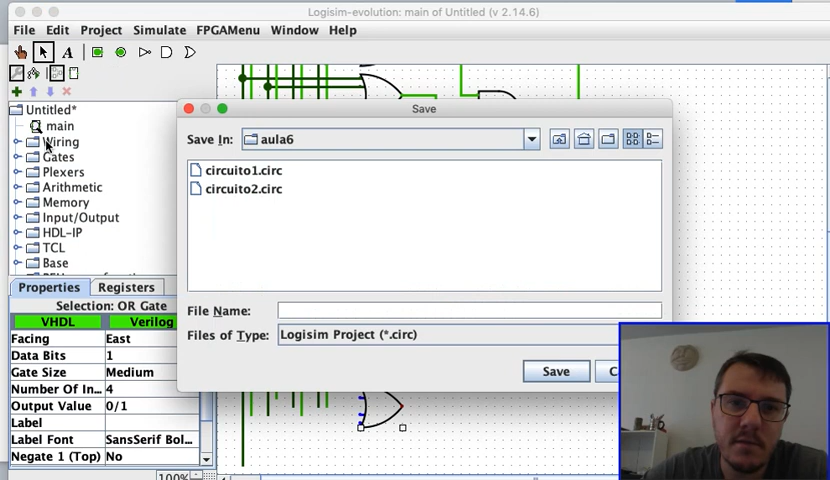 Logisim-evolution: main of Untitled (v 2.14.6)
File Edit Project Simulate FPGAMenu Window Help
A
Untitled*
main
Wiring
Gates
Plexers
Arithmetic
Memory
Input/Output
HDL-IP
TCL
Base
Properties Registers
Selection: OR Gate
VHDL Verilog
Facing East
Data Bits 1
Gate Size Medium
Number Of In... 4
Output Value 0/1
Label
Label Font SansSerif Bol...
Negate 1 (Top) No
100%
Save
Save In: aula6
circuito1.circ
circuito2.circ
File Name:
Files of Type: Logisim Project (*.circ)
Save C